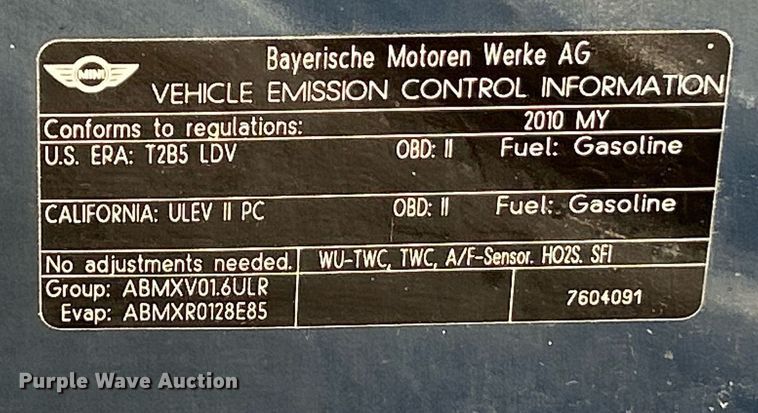 MINI
Bayerische Motoren Werke AG
VEHICLE EMISSION CONTROL INFORMATION
Conforms to regulations: 2010 MY
U.S. EPA: T2B5 LDV OBD: II Fuel: Gasoline
CALIFORNIA: ULEV II PC OBD: II Fuel: Gasoline
No adjustments needed. WU-TWC, TWC, A/F-Sensor. HO2S. SFI
Group: ABMXV01.6ULR
Evap: ABMXR0128E85
7604091
Purple Wave Auction